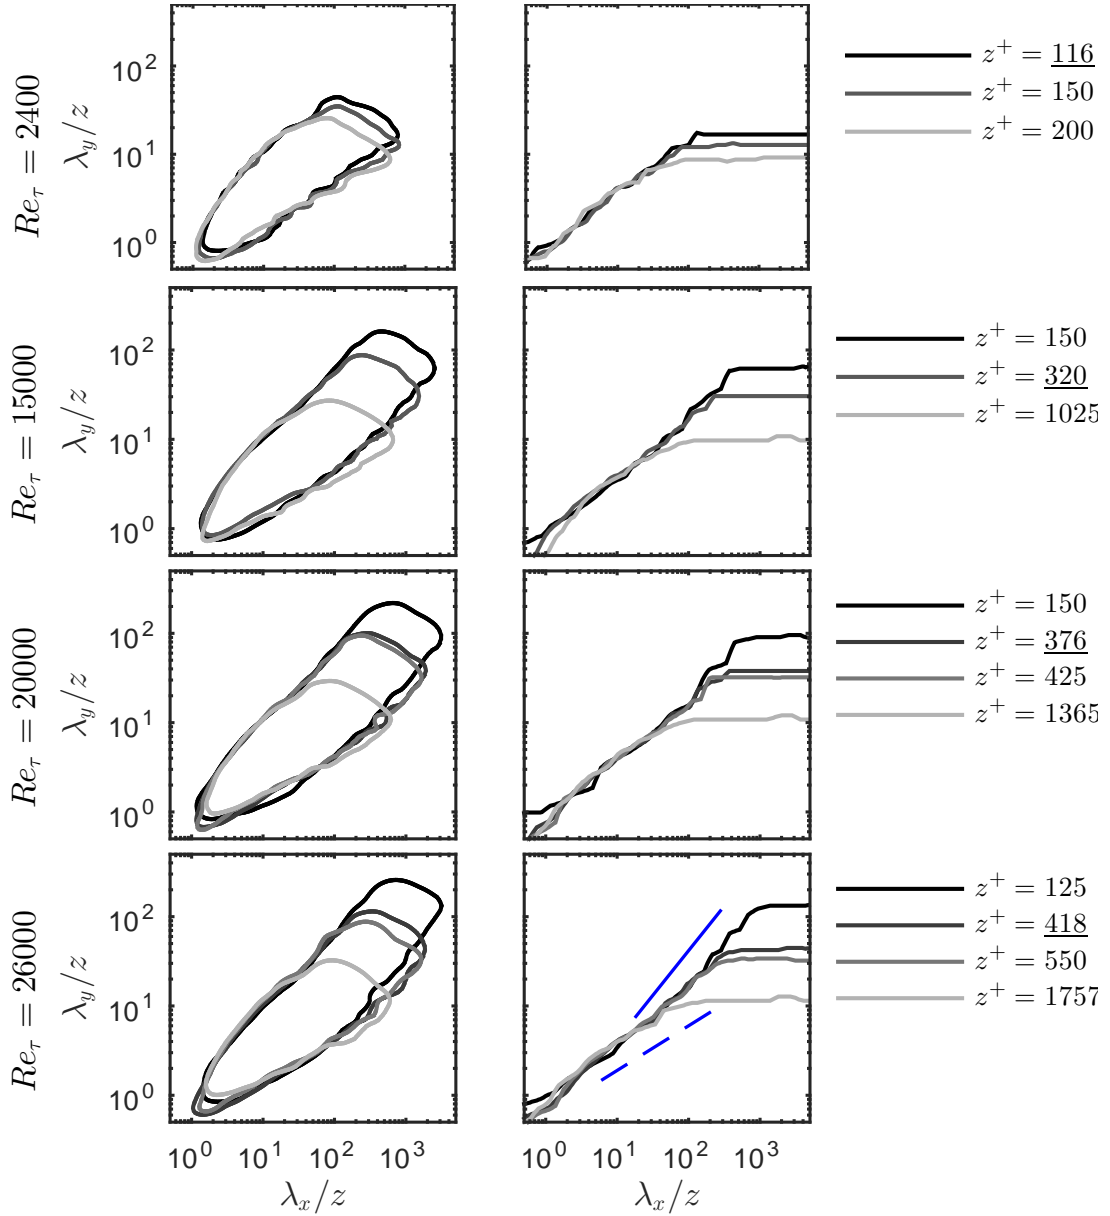 Re_τ = 2400
λ_y/z
10^2
10^1
10^0
z^+ = 116
z^+ = 150
z^+ = 200
Re_τ = 15000
λ_y/z
10^2
10^1
10^0
z^+ = 150
z^+ = 320
z^+ = 1025
Re_τ = 20000
λ_y/z
10^2
10^1
10^0
z^+ = 150
z^+ = 376
z^+ = 425
z^+ = 1365
Re_τ = 26000
λ_y/z
10^2
10^1
10^0
z^+ = 125
z^+ = 418
z^+ = 550
z^+ = 1757
10^0 10^1 10^2 10^3 10^0 10^1 10^2 10^3
λ_x/z λ_x/z